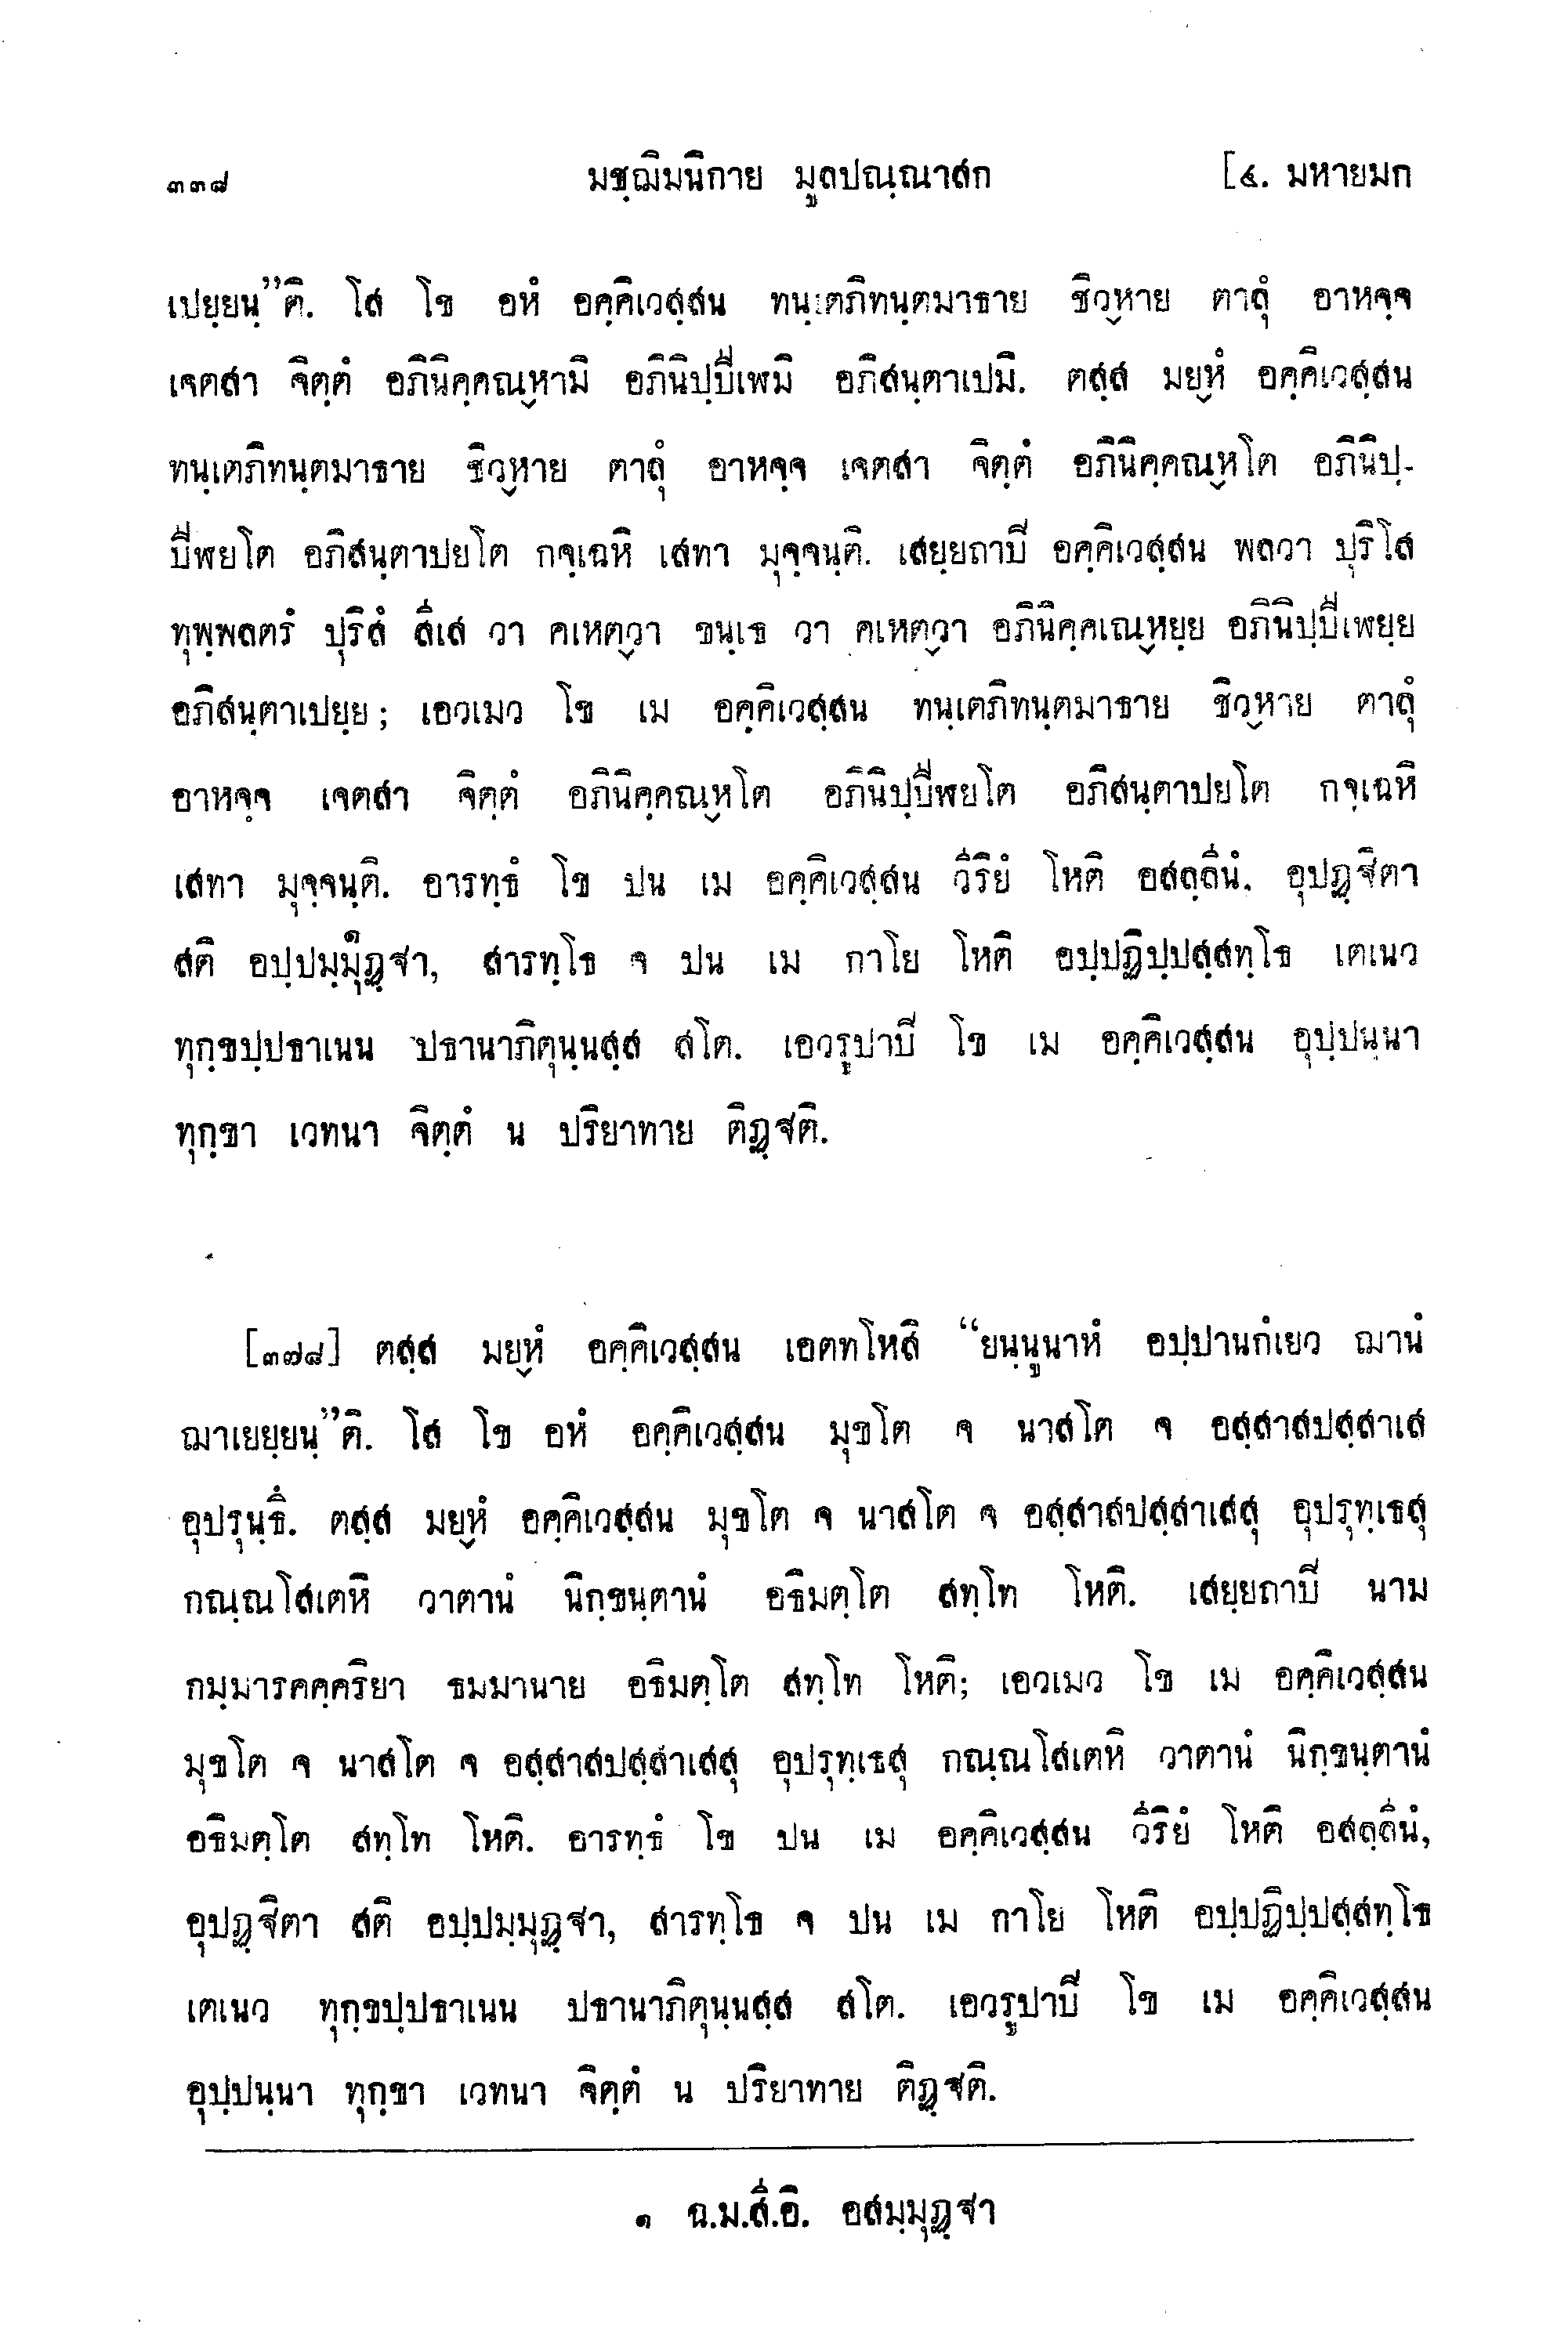 ๓๓๘ มชฺฌิมนิกาย มูลปณฺณาสก [๔. มหายมก
เปยฺยนฺ”ติ. โส โข อหํ อคฺคิเวสฺสน ทนฺเตภิทนฺตมาธาย ชิวฺหาย ตาลุํ อาหจฺจ
เจตสา จิตฺตํ อภินิคฺคณฺหามิ อภินิปฺปีเฬมิ อภิสนฺตาเปมิ. ตสฺส มยฺหํ อคฺคิเวสฺสน
ทนฺเตภิทนฺตมาธาย ชิวฺหาย ตาลุํ อาหจฺจ เจตสา จิตฺตํ อภินิคฺคณฺหโต อภินิปฺ-
ปีฬยโต อภิสนฺตาปยโต กจฺเฉหิ เสทา มุจฺจนฺติ. เสยฺยถาปิ อคฺคิเวสฺสน พลวา ปุริโส
ทุพฺพลตรํ ปุริสํ สีเส วา คเหตฺวา ขนฺเธ วา คเหตฺวา อภินิคฺคเณฺหยฺย อภินิปฺปีเฬยฺย
อภิสนฺตาเปยฺย; เอวเมว โข เม อคฺคิเวสฺสน ทนฺเตภิทนฺตมาธาย ชิวฺหาย ตาลุํ
อาหจฺจ เจตสา จิตฺตํ อภินิคฺคณฺหโต อภินิปฺปีฬยโต อภิสนฺตาปยโต กจฺเฉหิ
เสทา มุจฺจนฺติ. อารทฺธํ โข ปน เม อคฺคิเวสฺสน วีริยํ โหติ อสลฺลีนํ. อุปฏฺฐิตา
สติ อปฺปมฺมุฏฺฐา๑, สารทฺโธ จ ปน เม กาโย โหติ อปฺปฏิปฺปสฺสทฺโธ เตเนว
ทุกฺขปฺปธาเนน ปธานาภิตุนฺนสฺส สโต. เอวรูปาปิ โข เม อคฺคิเวสฺสน อุปฺปนฺนา
ทุกฺขา เวทนา จิตฺตํ น ปริยาทาย ติฏฺฐติ.
[๓๗๘] ตสฺส มยฺหํ อคฺคิเวสฺสน เอตทโหสิ “ยนฺนูนาหํ อปฺปานกํเยว ฌานํ
ฌาเยยฺยนฺ”ติ. โส โข อหํ อคฺคิเวสฺสน มุขโต จ นาสโต จ อสฺสาสปสฺสาเส
อุปรุนฺธึ. ตสฺส มยฺหํ อคฺคิเวสฺสน มุขโต จ นาสโต จ อสฺสาสปสฺสาเสสุ อุปรุทฺเธสุ
กณฺณโสเตหิ วาตานํ นิกฺขนฺตานํ อธิมตฺโต สทฺโท โหติ. เสยฺยถาปิ นาม
กมฺมารคคฺคริยา ธมมานาย อธิมตฺโต สทฺโท โหติ; เอวเมว โข เม อคฺคิเวสฺสน
มุขโต จ นาสโต จ อสฺสาสปสฺสาเสสุ อุปรุทฺเธสุ กณฺณโสเตหิ วาตานํ นิกฺขนฺตานํ
อธิมตฺโต สทฺโท โหติ. อารทฺธํ โข ปน เม อคฺคิเวสฺสน วีริยํ โหติ อสลฺลีนํ,
อุปฏฺฐิตา สติ อปฺปมฺมุฏฺฐา, สารทฺโธ จ ปน เม กาโย โหติ อปฺปฏิปฺปสฺสทฺโธ
เตเนว ทุกฺขปฺปธาเนน ปธานาภิตุนฺนสฺส สโต. เอวรูปาปิ โข เม อคฺคิเวสฺสน
อุปฺปนฺนา ทุกฺขา เวทนา จิตฺตํ น ปริยาทาย ติฏฺฐติ.
๑ ฉ.ม.สี.อิ. อสมฺมุฏฺฐา